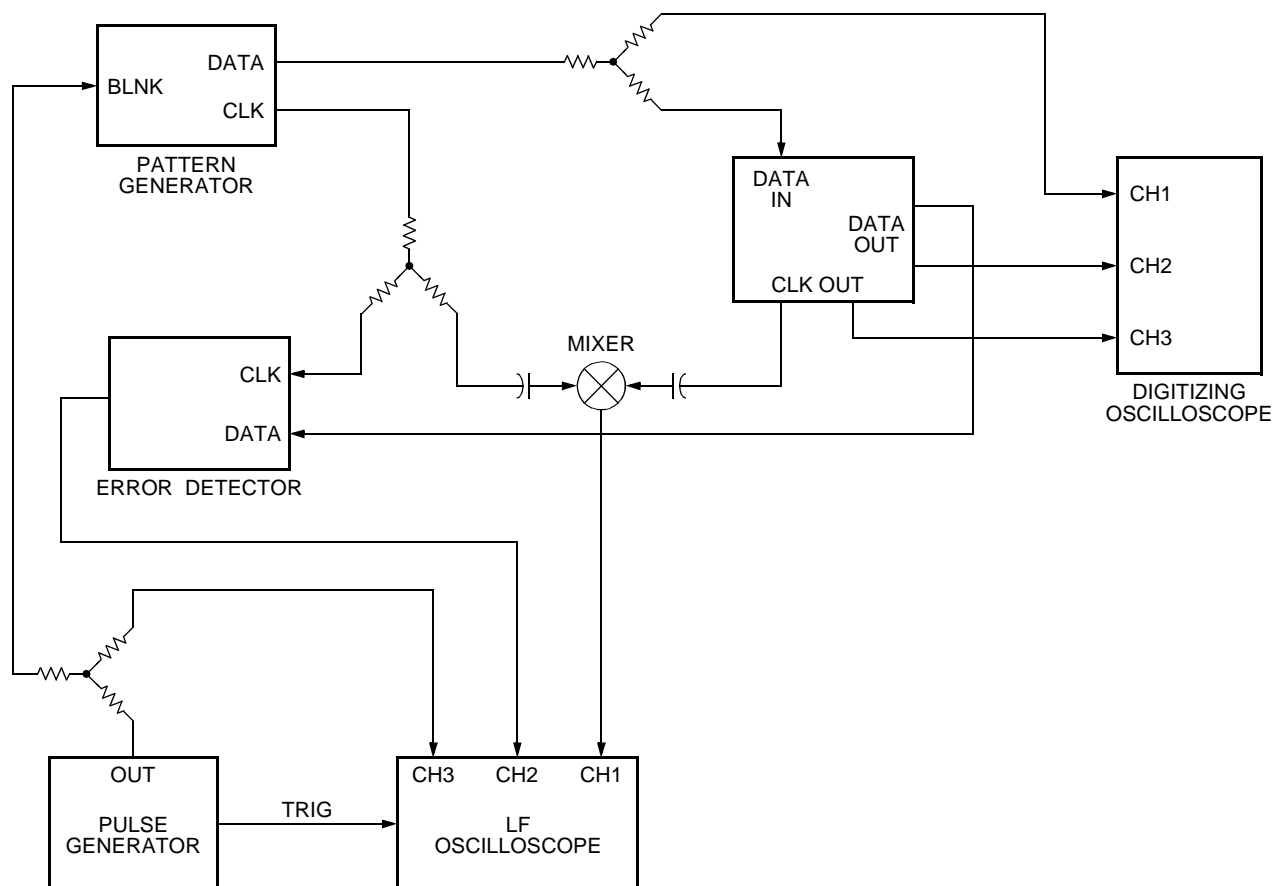 DATA
BLNK
CLK
PATTERN
GENERATOR
DATA
IN
DATA
OUT
CLK OUT
CH1
CH2
CH3
DIGITIZING
OSCILLOSCOPE
MIXER
CLK
DATA
ERROR DETECTOR
OUT
PULSE
GENERATOR
TRIG
CH3 CH2 CH1
LF
OSCILLOSCOPE